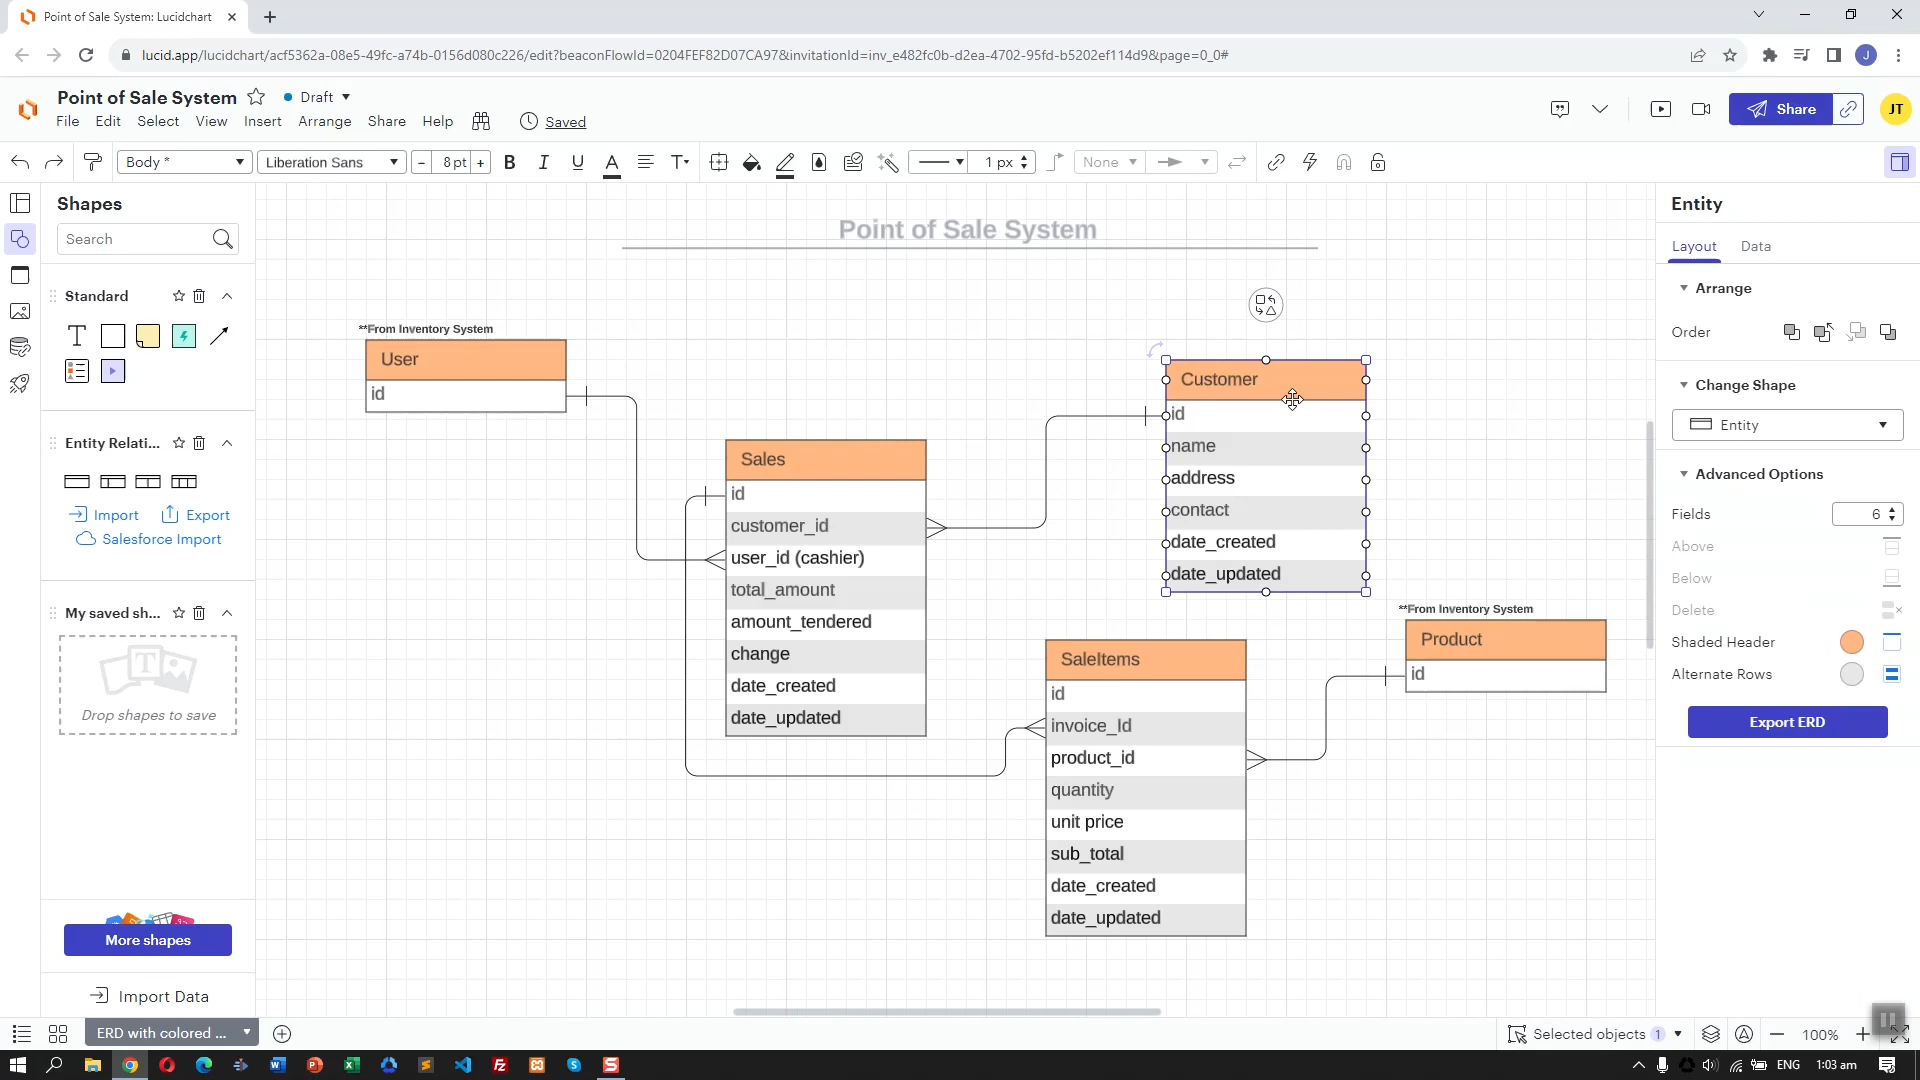 Point of Sale System: Lucidchart
lucid.app/lucidchart/acf5362a-08e5-49fc-a74b-0156d080c226/edit?beaconFlowId=0204FEF82D07CA97&invitationId=inv_e482fc0b-d2ea-4702-95fd-b5202ef114d9&page=0_0#
J
Point of Sale System
Draft
File Edit Select View Insert Arrange Share Help
Saved
Share
JT
Body *
Liberation Sans
- 8 pt +
B I U A T
1 px
None
Shapes
Search
Standard
T
Entity Relati...
Import
Export
Salesforce Import
My saved sh...
T
Drop shapes to save
More shapes
Import Data
Point of Sale System
**From Inventory System
User
id
Sales
id
customer_id
user_id (cashier)
total_amount
amount_tendered
change
date_created
date_updated
Customer
id
name
address
contact
date_created
date_updated
SaleItems
id
invoice_Id
product_id
quantity
unit price
sub_total
date_created
date_updated
**From Inventory System
Product
id
Entity
Layout
Data
Arrange
Order
Change Shape
Entity
Advanced Options
Fields
6
Above
Below
Delete
Shaded Header
Alternate Rows
Export ERD
ERD with colored ...
Selected objects 1
100%
ENG
1:03 am